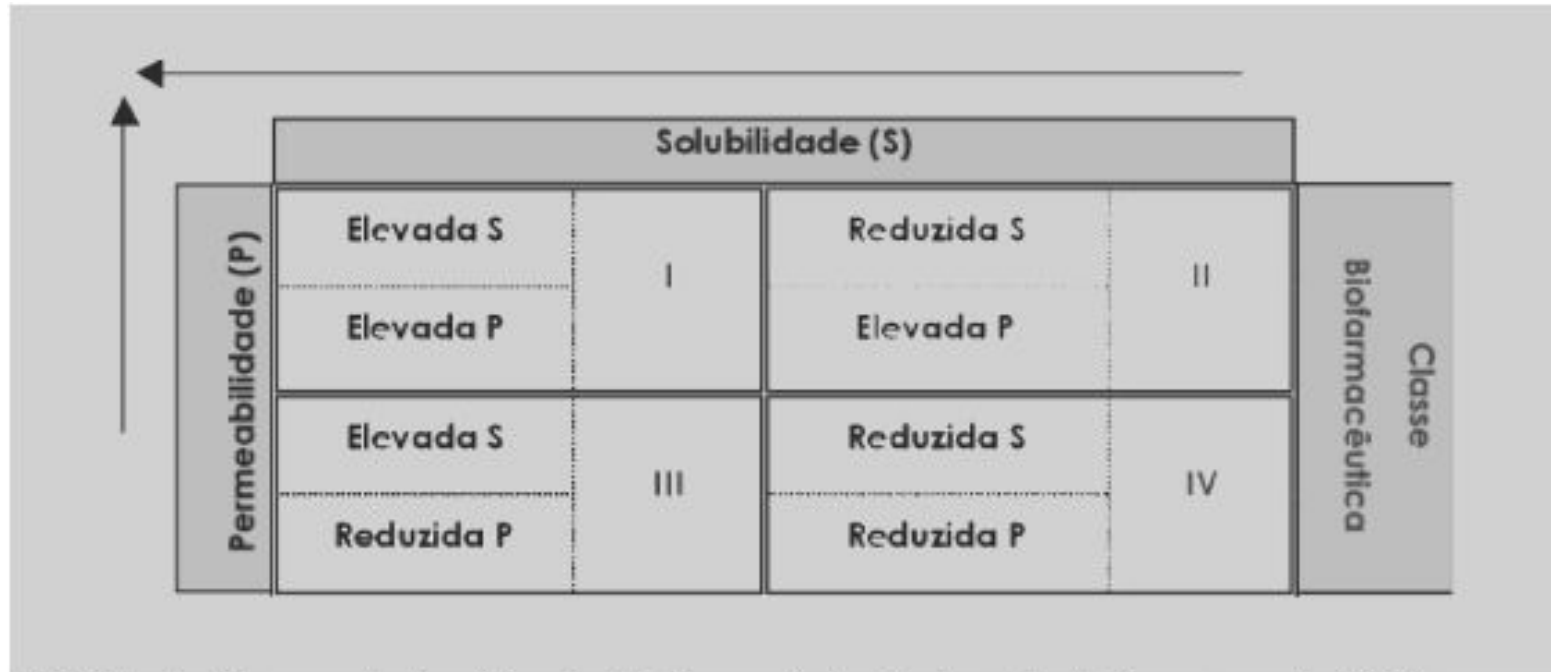 Solubilidade (S)
Permeabilidade (P)
Elevada S
Elevada P
I
Reduzida S
Elevada P
II
Elevada S
Reduzida P
III
Reduzida S
Reduzida P
IV
Classe
Biofarmacêutica